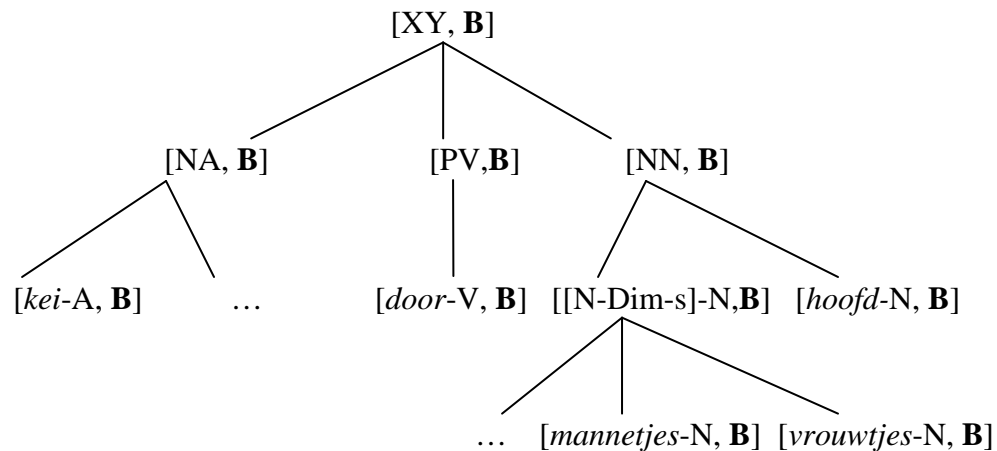 [XY, B]
[NA, B] [PV,B] [NN, B]
[kei-A, B] … [door-V, B] [[N-Dim-s]-N,B] [hoofd-N, B]
… [mannetjes-N, B] [vrouwtjes-N, B]